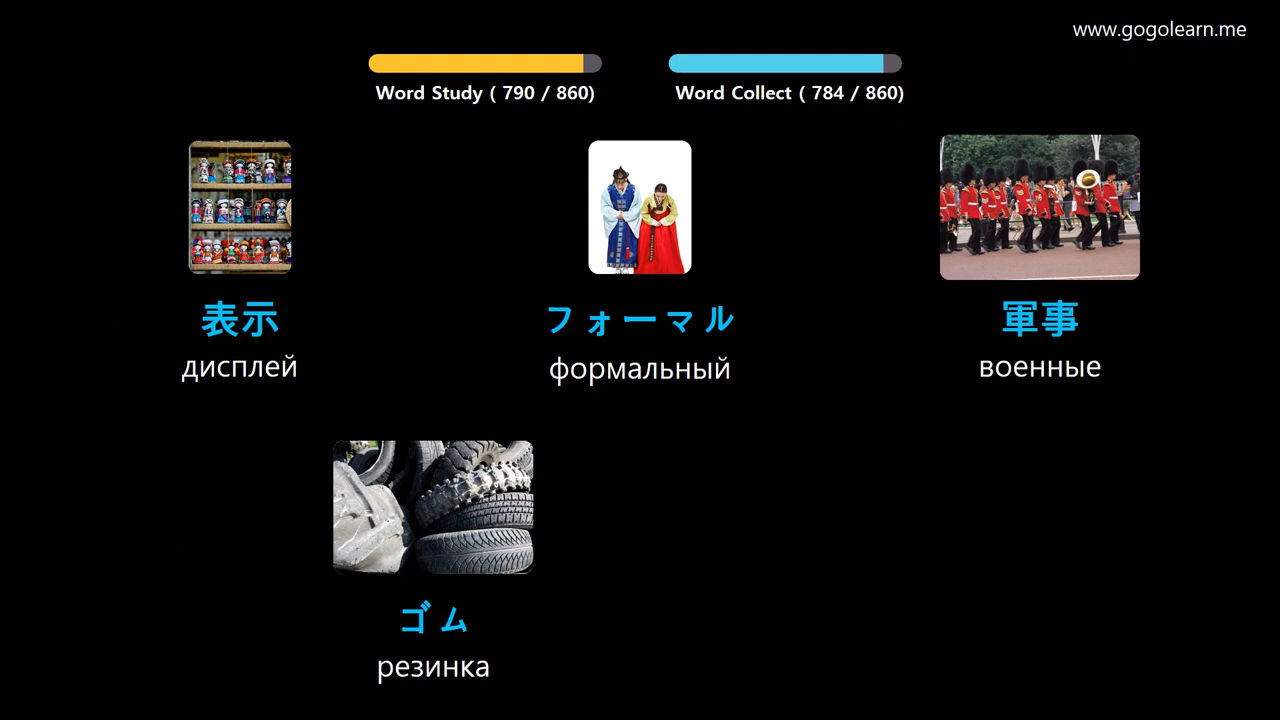 www.gogolearn.me
Word Study ( 790 / 860)
Word Collect ( 784 / 860)
表示
дисплей
フォーマル
формальный
軍事
военные
ゴム
резинка